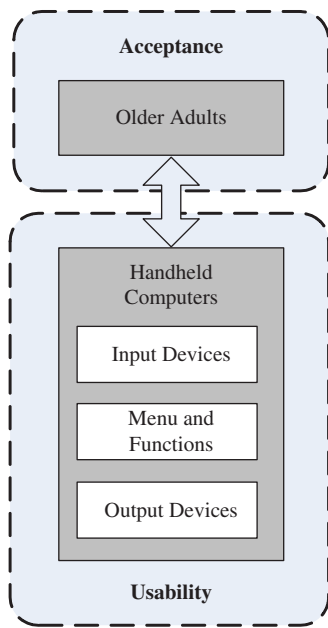 Acceptance
Older Adults
Handheld
Computers
Input Devices
Menu and
Functions
Output Devices
Usability